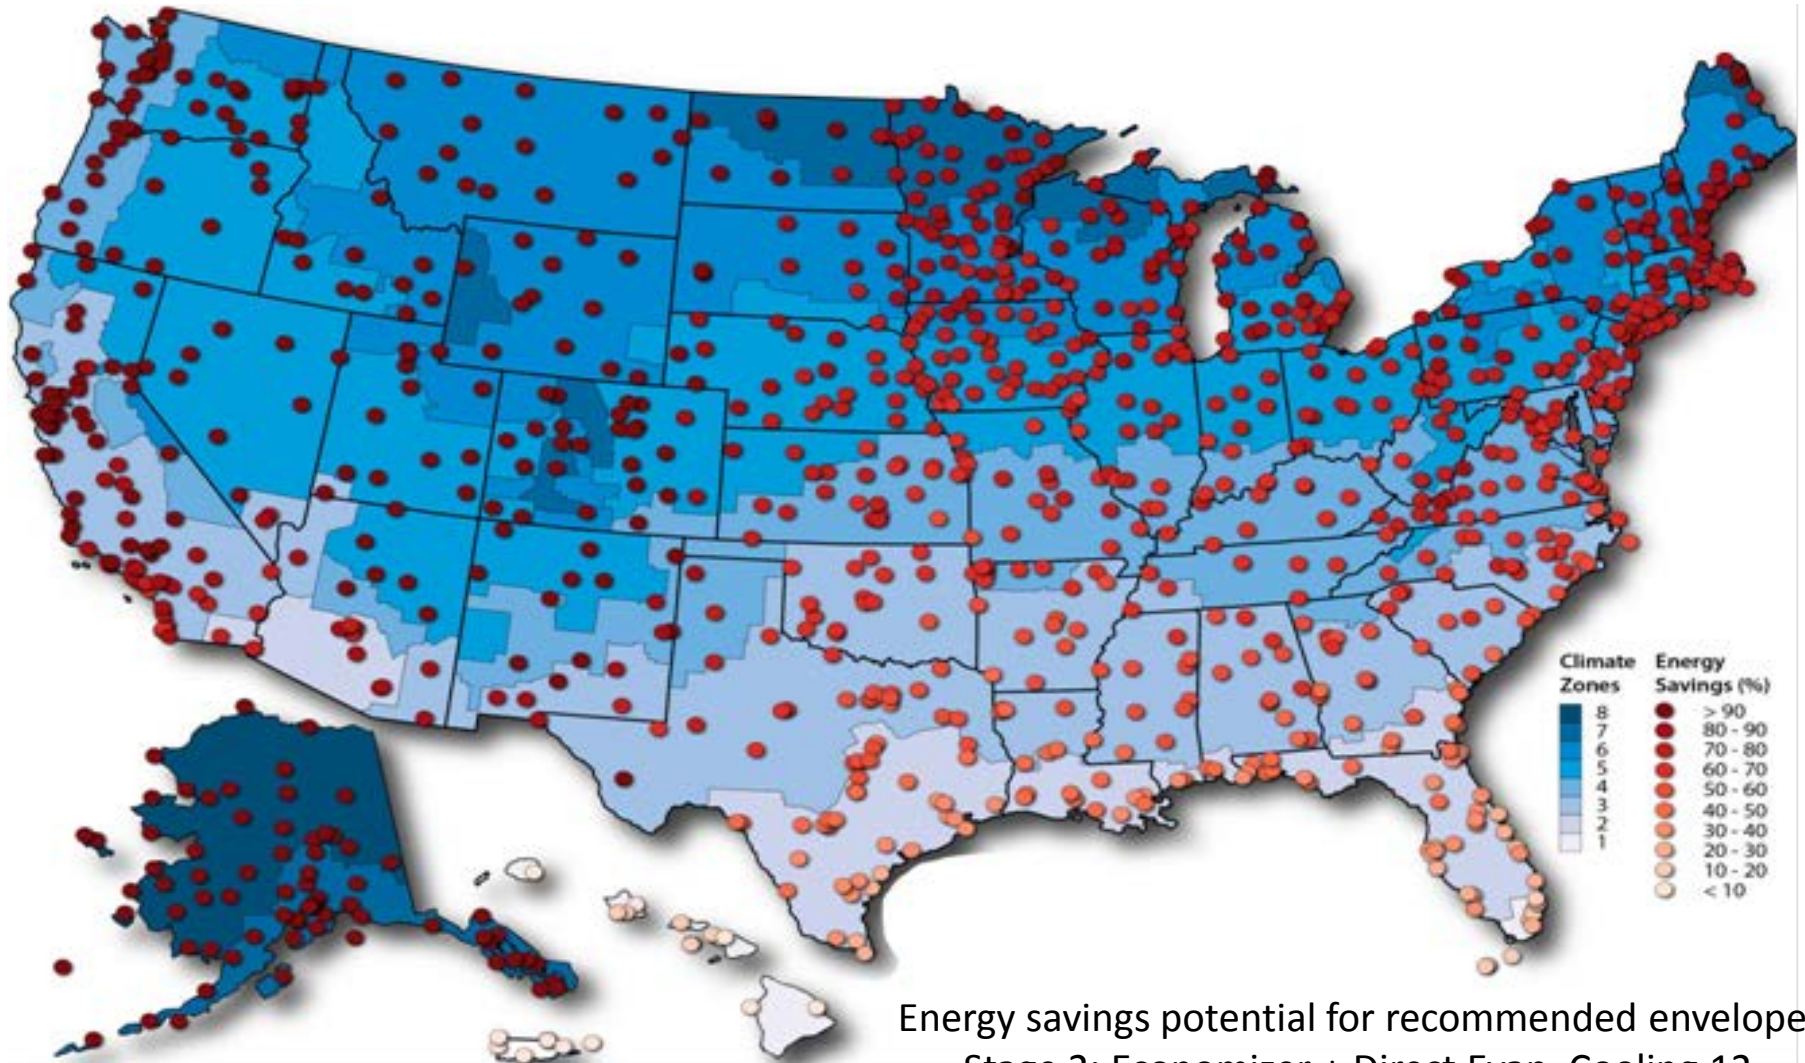 Climate Zones
8
7
6
5
4
3
2
1
Energy Savings (%)
> 90
80 - 90
70 - 80
60 - 70
50 - 60
40 - 50
30 - 40
20 - 30
10 - 20
< 10
Energy savings potential for recommended envelope